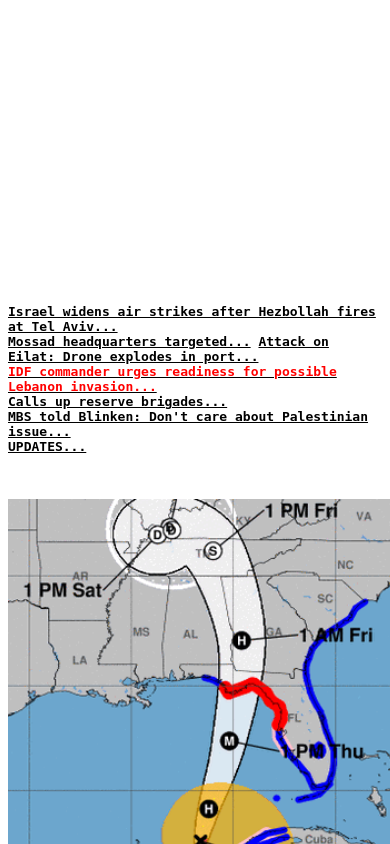 Israel widens air strikes after Hezbollah fires
at Tel Aviv...
Mossad headquarters targeted... Attack on
Eilat: Drone explodes in port...
IDF commander urges readiness for possible
Lebanon invasion...
Calls up reserve brigades...
MBS told Blinken: Don't care about Palestinian
issue...
UPDATES...
1 PM Fri
KY
VA
D
S
TN
NC
1 PM Sat
AR
SC
MS
AL
H
GA
1 AM Fri
LA
FL
M
1 PM Thu
H
Cuba